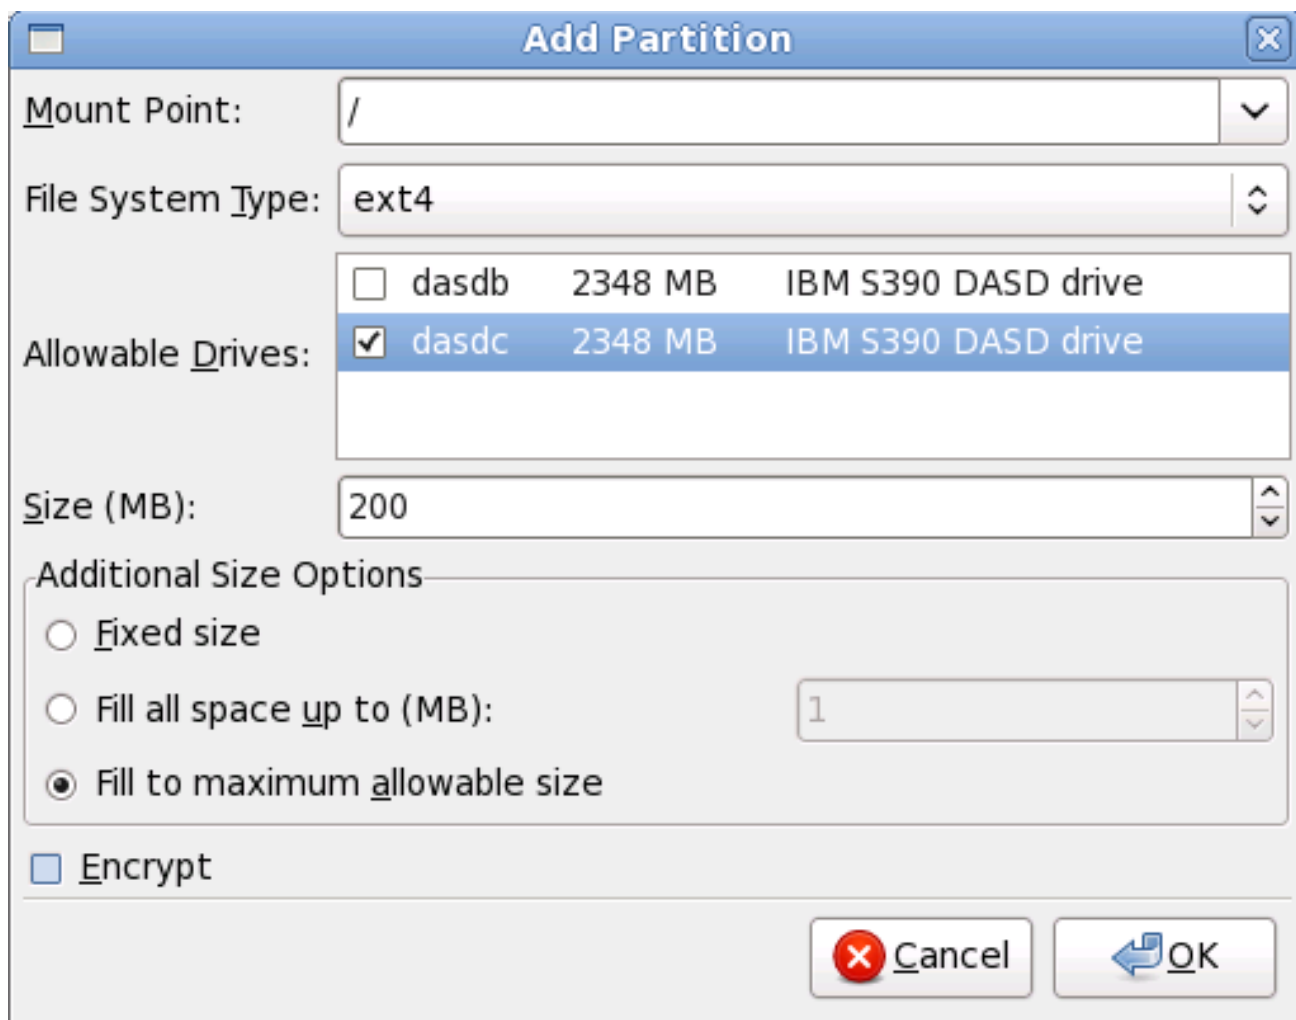 Add Partition
Mount Point: /
File System Type: ext4
dasdb 2348 MB IBM S390 DASD drive
Allowable Drives: dasdc 2348 MB IBM S390 DASD drive
Size (MB): 200
Additional Size Options
Fixed size
Fill all space up to (MB): 1
Fill to maximum allowable size
Encrypt
Cancel OK